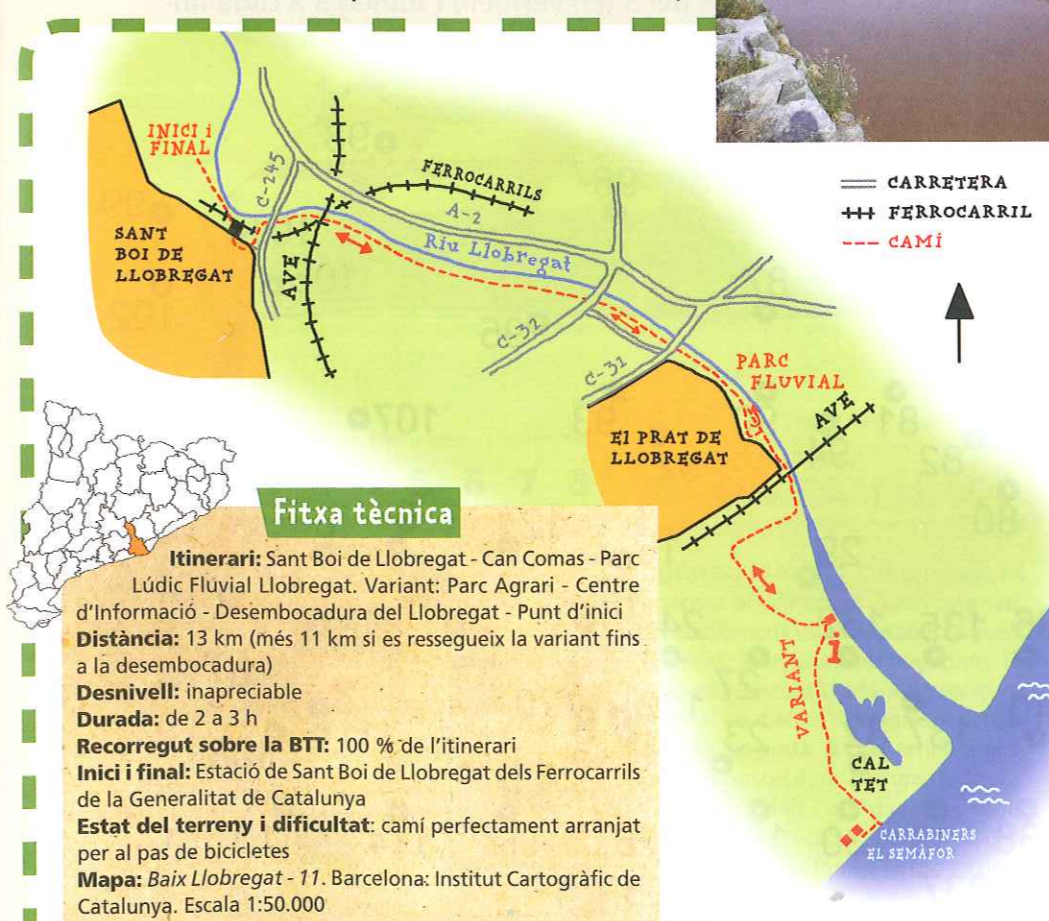 INICI i
FINAL
SANT
BOI DE
LLOBREGAT
C-245
AVE
FERROCARRILS
A-2
Riu Llobregat
C-32
C-31
PARC
FLUVIAL
AVE
El PRAT DE
LLOBREGAT
VARIANT
i
CAL
TET
CARRABINERS
EL SEMÀFOR
CARRETERA
FERROCARRIL
CAMÍ
Fitxa tècnica
Itinerari: Sant Boi de Llobregat - Can Comas - Parc
Lúdic Fluvial Llobregat. Variant: Parc Agrari - Centre
d'Informació - Desembocadura del Llobregat - Punt d'inici
Distància: 13 km (més 11 km si es ressegueix la variant fins
a la desembocadura)
Desnivell: inapreciable
Durada: de 2 a 3 h
Recorregut sobre la BTT: 100 % de l'itinerari
Inici i final: Estació de Sant Boi de Llobregat dels Ferrocarrils
de la Generalitat de Catalunya
Estat del terreny i dificultat: camí perfectament arranjat
per al pas de bicicletes
Mapa: Baix Llobregat - 11. Barcelona: Institut Cartogràfic de
Catalunya. Escala 1:50.000